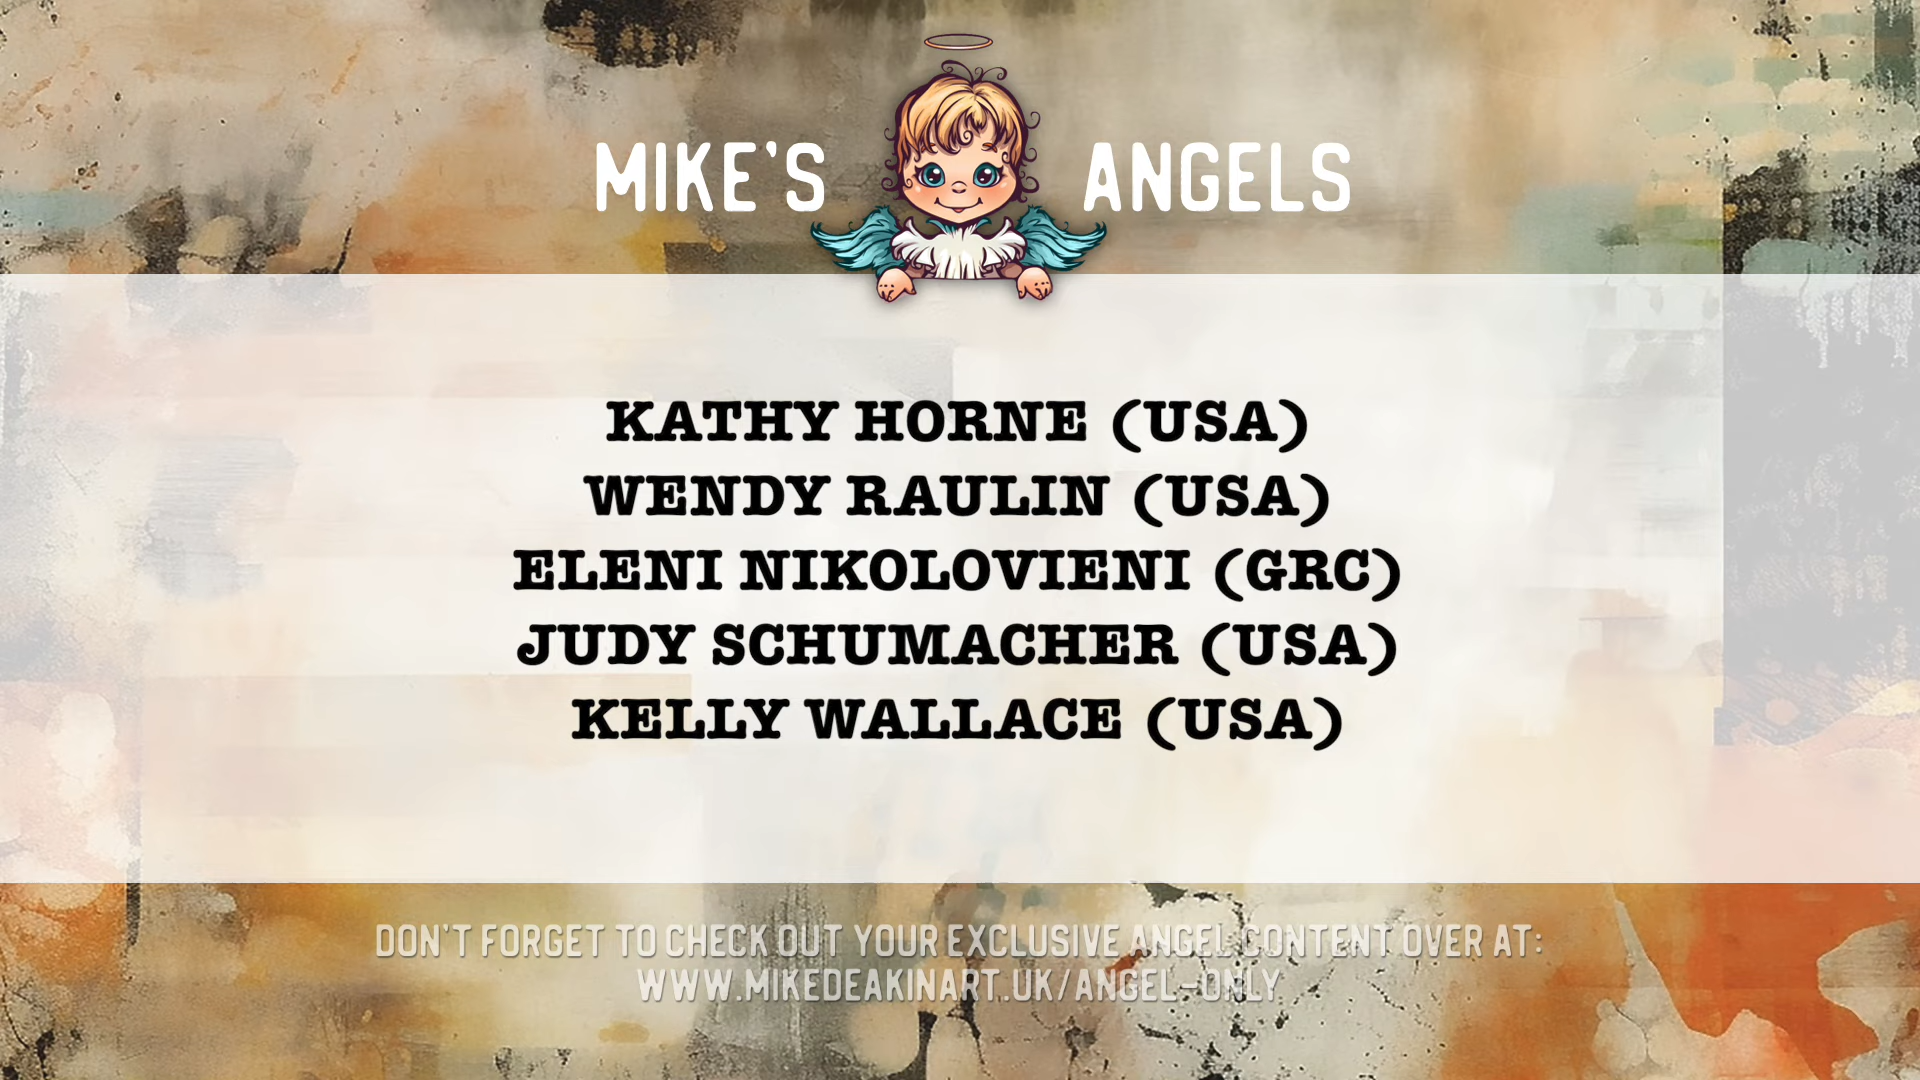 MIKE'S ANGELS
KATHY HORNE (USA)
WENDY RAULIN (USA)
ELENI NIKOLOVIENI (GRC)
JUDY SCHUMACHER (USA)
KELLY WALLACE (USA)
DON'T FORGET TO CHECK OUT YOUR EXCLUSIVE ANGEL CONTENT OVER AT:
WWW.MIKEDEAKINART.UK/ANGEL-ONLY